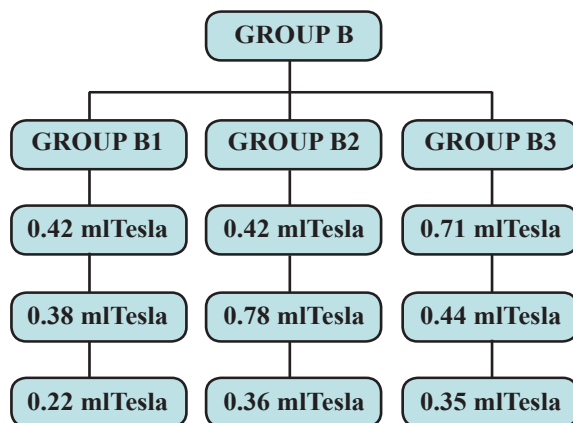 GROUP B
GROUP B1
GROUP B2
GROUP B3
0.42 mlTesla
0.42 mlTesla
0.71 mlTesla
0.38 mlTesla
0.78 mlTesla
0.44 mlTesla
0.22 mlTesla
0.36 mlTesla
0.35 mlTesla